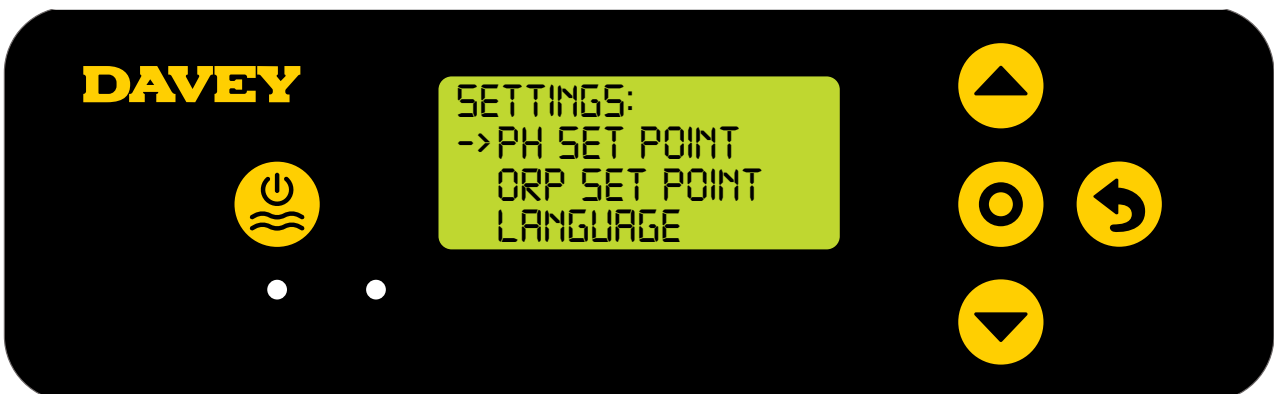 DAVEY
SETTINGS:
->PH SET POINT
ORP SET POINT
LANGUAGE